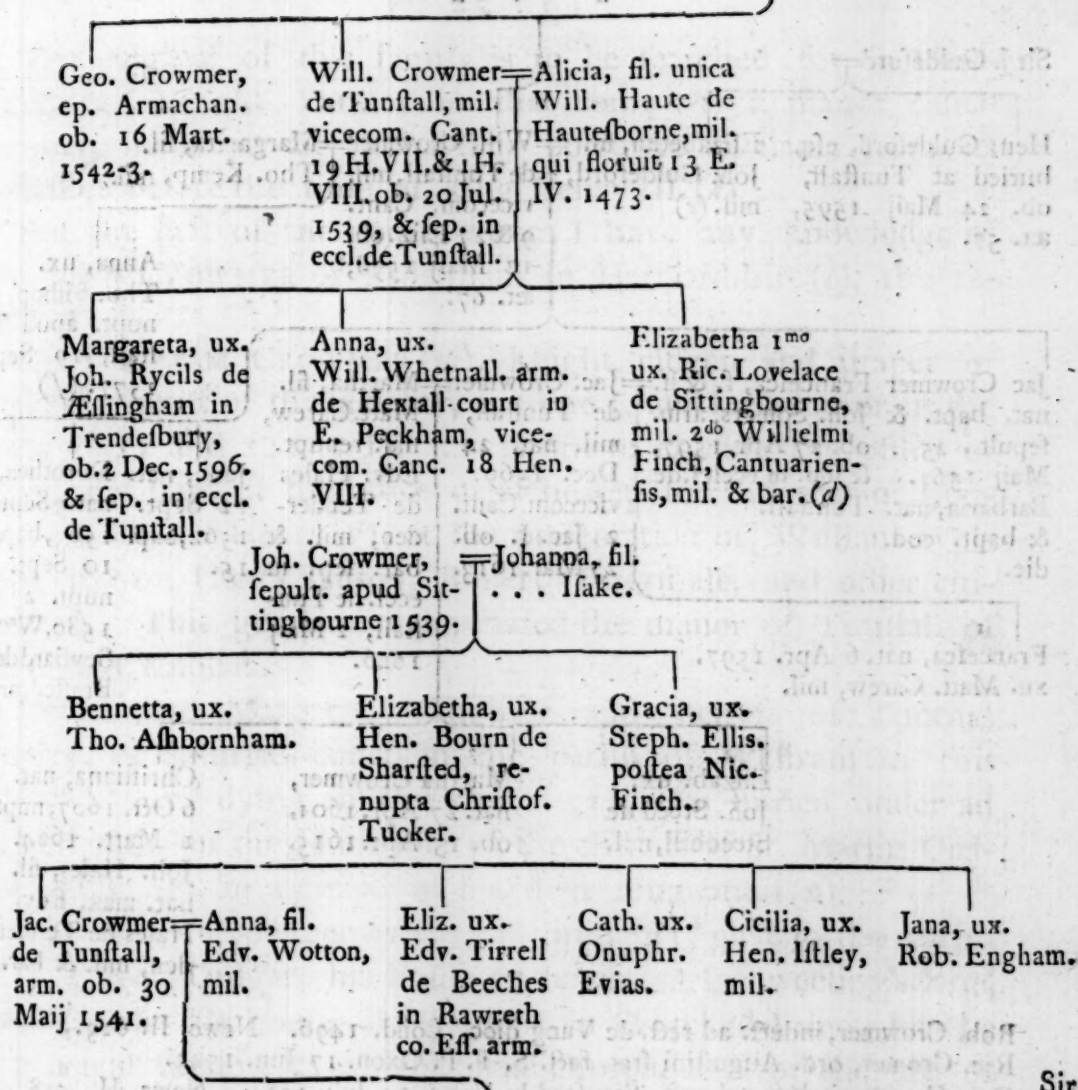 Geo. Crowmer,
ep. Armachan.
ob. 16 Mart.
1542-3.
Will. Crowmer
de Tunſtall, mil.
vicecom. Cant.
19 H. VII. & 1 H.
VIII. ob. 20 Jul.
1539, & ſep. in
eccl. de Tunſtall.
Alicia, fil. unica
Will. Haute de
Hauteſborne, mil.
qui floruit 13 E.
IV. 1473.
Margareta, ux.
Joh. Rycils de
Æſſingham in
Trendeſbury,
ob. 2 Dec. 1596.
& ſep. in eccl.
de Tunſtall.
Anna, ux.
Will. Whetnall. arm.
de Hextall-court in
E. Peckham, vice-
com. Canc. 18 Hen.
VIII.
Elizabetha 1mo
ux. Ric. Lovelace
de Sittingbourne,
mil. 2do Willielmi
Finch, Cantuarien-
ſis, mil. & bar. (d)
Joh. Crowmer,
ſepult. apud Sit-
tingbourne 1539.
Johanna, fil.
. . . Iſake.
Bennetta, ux.
Tho. Aſhbornham.
Elizabetha, ux.
Hen. Bourn de
Sharſted, re-
nupta Chriſtof.
Tucker.
Gracia, ux.
Steph. Ellis.
poſtea Nic.
Finch.
Jac. Crowmer
de Tunſtall,
arm. ob. 30
Maij 1541.
Anna, fil.
Edv. Wotton,
mil.
Eliz. ux.
Edv. Tirrell
de Beeches
in Rawreth
co. Eſſ. arm.
Cath. ux.
Onuphr.
Evias.
Cicilia, ux.
Hen. Iſtley,
mil.
Jana, ux.
Rob. Engham.
Sir